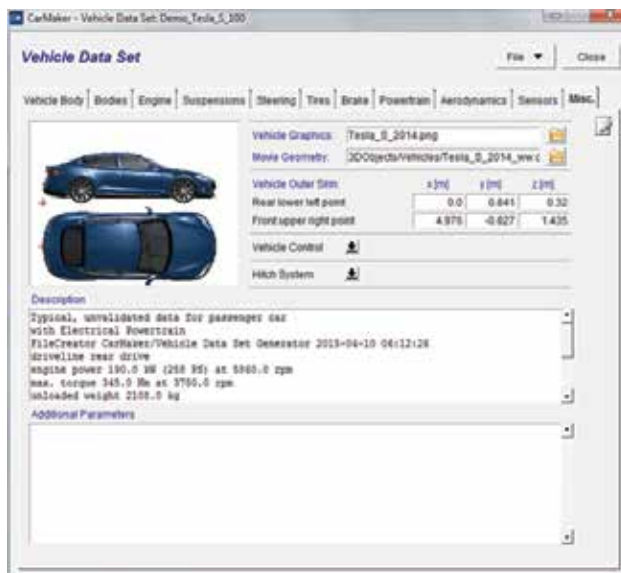 CarMaker - Vehicle Data Set: Demo_Tesla_S_100
Vehicle Data Set
File
Close
Vehicle Body
Bodies
Engine
Suspensions
Steering
Tires
Brake
Powertrain
Aerodynamics
Sensors
Misc.
Vehicle Graphics: Tesla_S_2014.png
Movie Geometry: 3DObjects/Vehicles/Tesla_S_2014_ww.c
Vehicle Outer Skin: x [m] y [m] z [m]
Rear lower left point 0.0 0.841 0.32
Front upper right point 4.975 -0.827 1.435
Vehicle Control
Hitch System
Description
Typical, unvalidated data for passenger car
with Electrical Powertrain
FileCreator CarMaker/Vehicle Data Set Generator 2015-04-10 06:12:26
driveline rear drive
engine power 190.0 kW (258 PS) at 5960.0 rpm
max. torque 345.0 Nm at 3750.0 rpm
unloaded weight 2108.0 kg
Additional Parameters